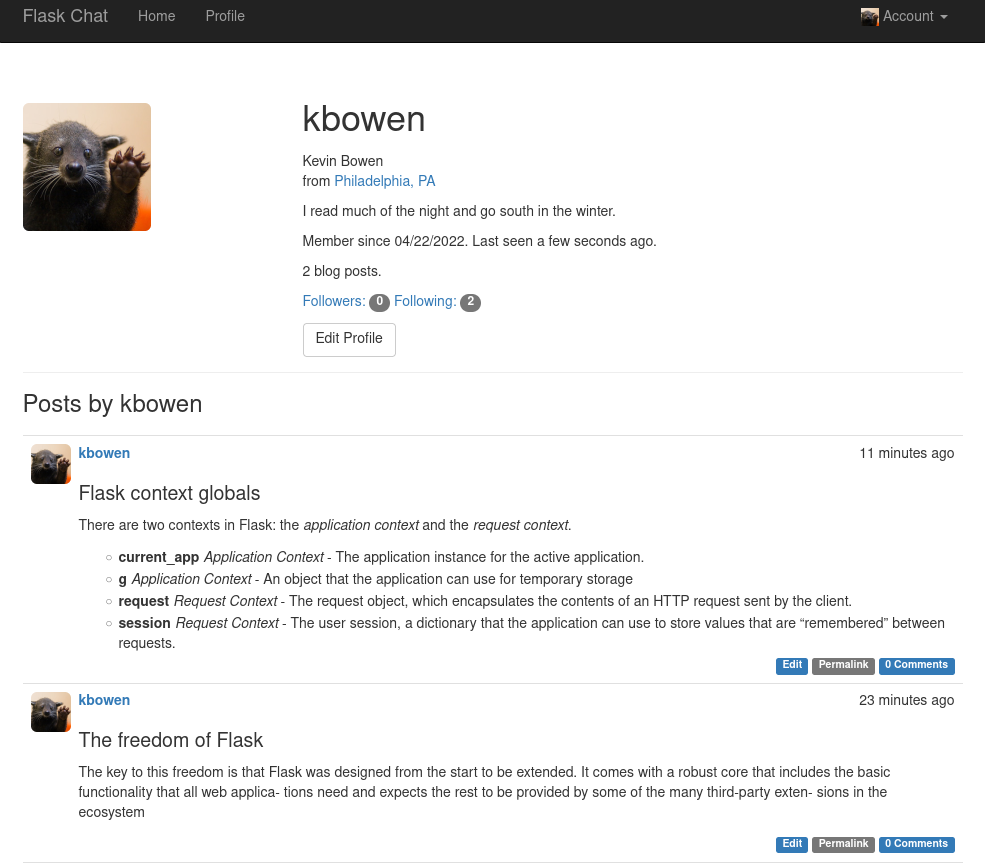 Flask Chat Home Profile Account
kbowen
Kevin Bowen
from Philadelphia, PA
I read much of the night and go south in the winter.
Member since 04/22/2022. Last seen a few seconds ago.
2 blog posts.
Followers: 0 Following: 2
Edit Profile
Posts by kbowen
kbowen 11 minutes ago
Flask context globals
There are two contexts in Flask: the application context and the request context.
current_app Application Context - The application instance for the active application.
g Application Context - An object that the application can use for temporary storage
request Request Context - The request object, which encapsulates the contents of an HTTP request sent by the client.
session Request Context - The user session, a dictionary that the application can use to store values that are “remembered” between
requests.
Edit Permalink 0 Comments
kbowen 23 minutes ago
The freedom of Flask
The key to this freedom is that Flask was designed from the start to be extended. It comes with a robust core that includes the basic
functionality that all web applica- tions need and expects the rest to be provided by some of the many third-party exten- sions in the
ecosystem
Edit Permalink 0 Comments